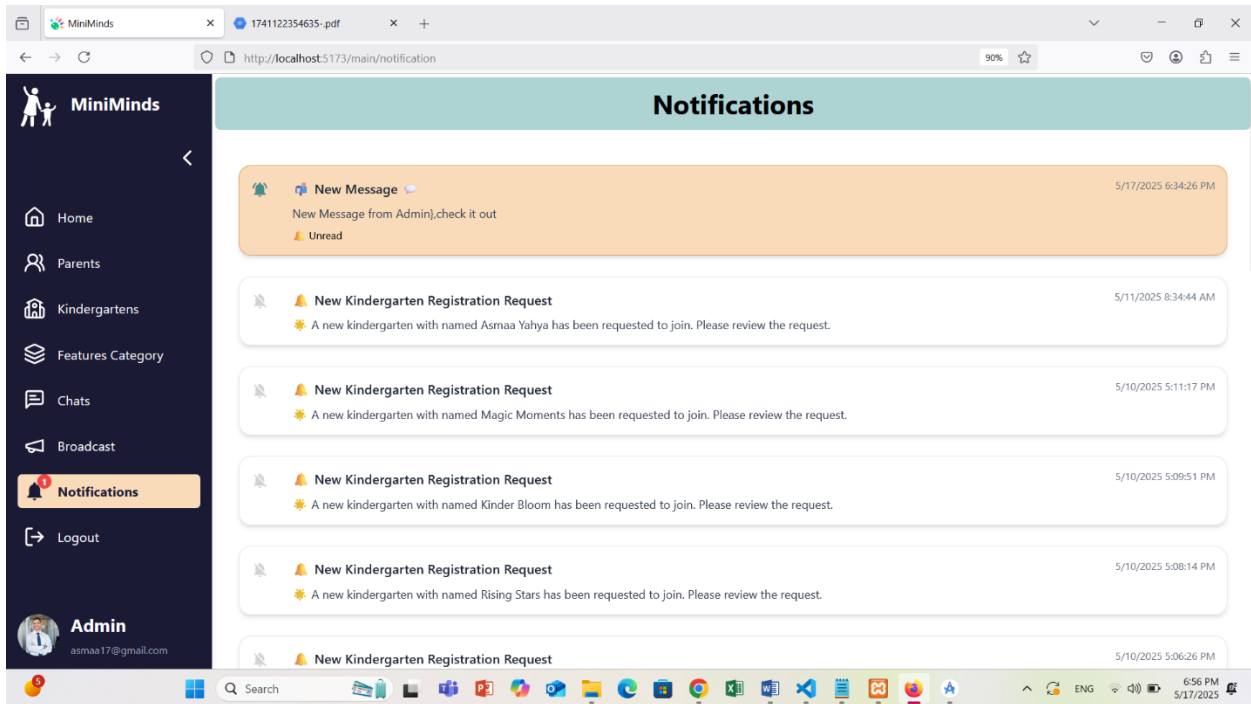 MiniMinds
1741122354635-.pdf
http://localhost:5173/main/notification
90%
MiniMinds
Home
Parents
Kindergartens
Features Category
Chats
Broadcast
1
Notifications
Logout
Admin
asmaa17@gmail.com
Notifications
New Message
5/17/2025 6:34:26 PM
New Message from Admin},check it out
Unread
New Kindergarten Registration Request
5/11/2025 8:34:44 AM
A new kindergarten with named Asmaa Yahya has been requested to join. Please review the request.
New Kindergarten Registration Request
5/10/2025 5:11:17 PM
A new kindergarten with named Magic Moments has been requested to join. Please review the request.
New Kindergarten Registration Request
5/10/2025 5:09:51 PM
A new kindergarten with named Kinder Bloom has been requested to join. Please review the request.
New Kindergarten Registration Request
5/10/2025 5:08:14 PM
A new kindergarten with named Rising Stars has been requested to join. Please review the request.
New Kindergarten Registration Request
5/10/2025 5:06:26 PM
5
Search
ENG
6:56 PM
5/17/2025